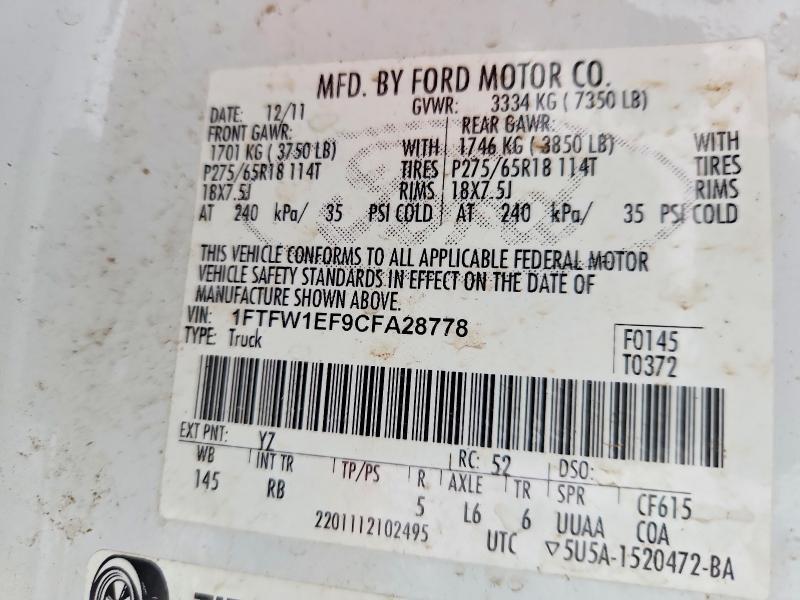 MFD. BY FORD MOTOR CO.
DATE: 12/11 GVWR: 3334 KG ( 7350 LB)
FRONT GAWR: REAR GAWR:
1701 KG ( 3750 LB) WITH 1746 KG ( 3850 LB) WITH
P275/65R18 114T TIRES P275/65R18 114T TIRES
18X7.5J RIMS 18X7.5J RIMS
AT 240 kPa/ 35 PSI COLD AT 240 kPa/ 35 PSI COLD
THIS VEHICLE CONFORMS TO ALL APPLICABLE FEDERAL MOTOR
VEHICLE SAFETY STANDARDS IN EFFECT ON THE DATE OF
MANUFACTURE SHOWN ABOVE.
VIN: 1FTFW1EF9CFA28778
TYPE: Truck
F0145
T0372
EXT PNT: YZ RC: 52 DSO:
WB INT TR TP/PS R AXLE TR SPR CF615
145 RB 5 L6 6 UUAA COA
2201112102495 UTC ▽5U5A-1520472-BA